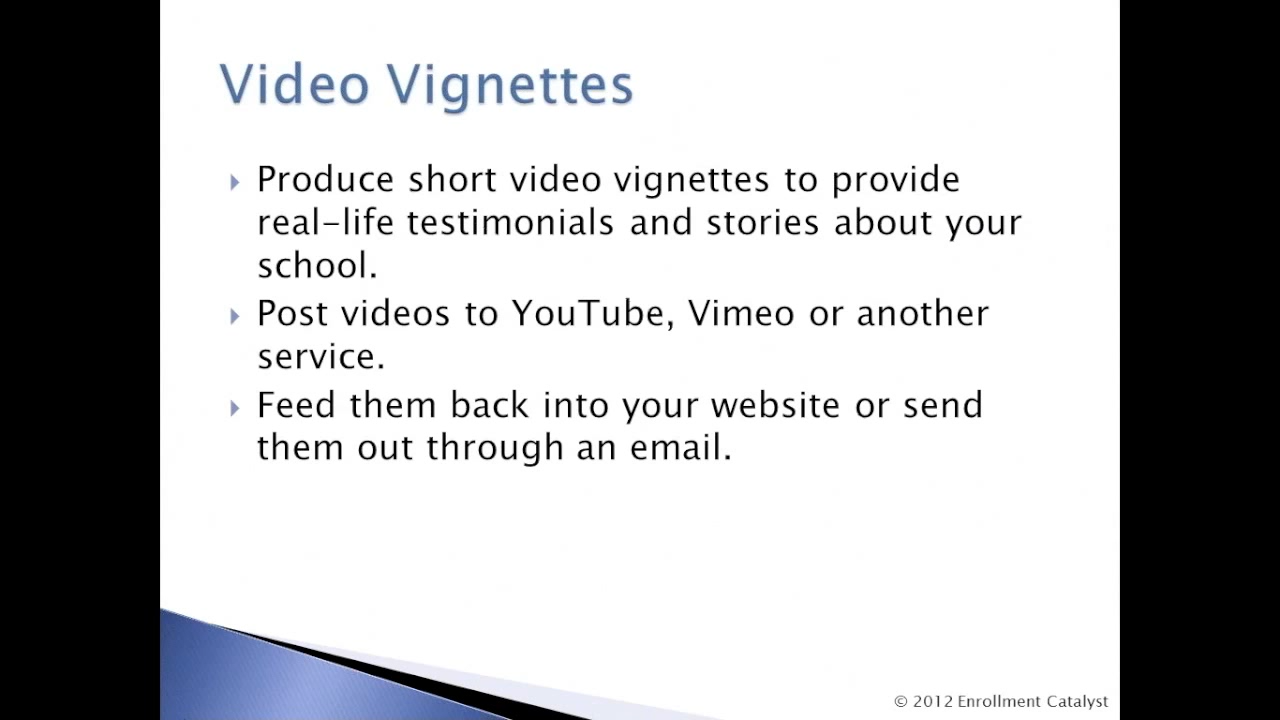 Video Vignettes
Produce short video vignettes to provide
real-life testimonials and stories about your
school.
Post videos to YouTube, Vimeo or another
service.
Feed them back into your website or send
them out through an email.
© 2012 Enrollment Catalyst